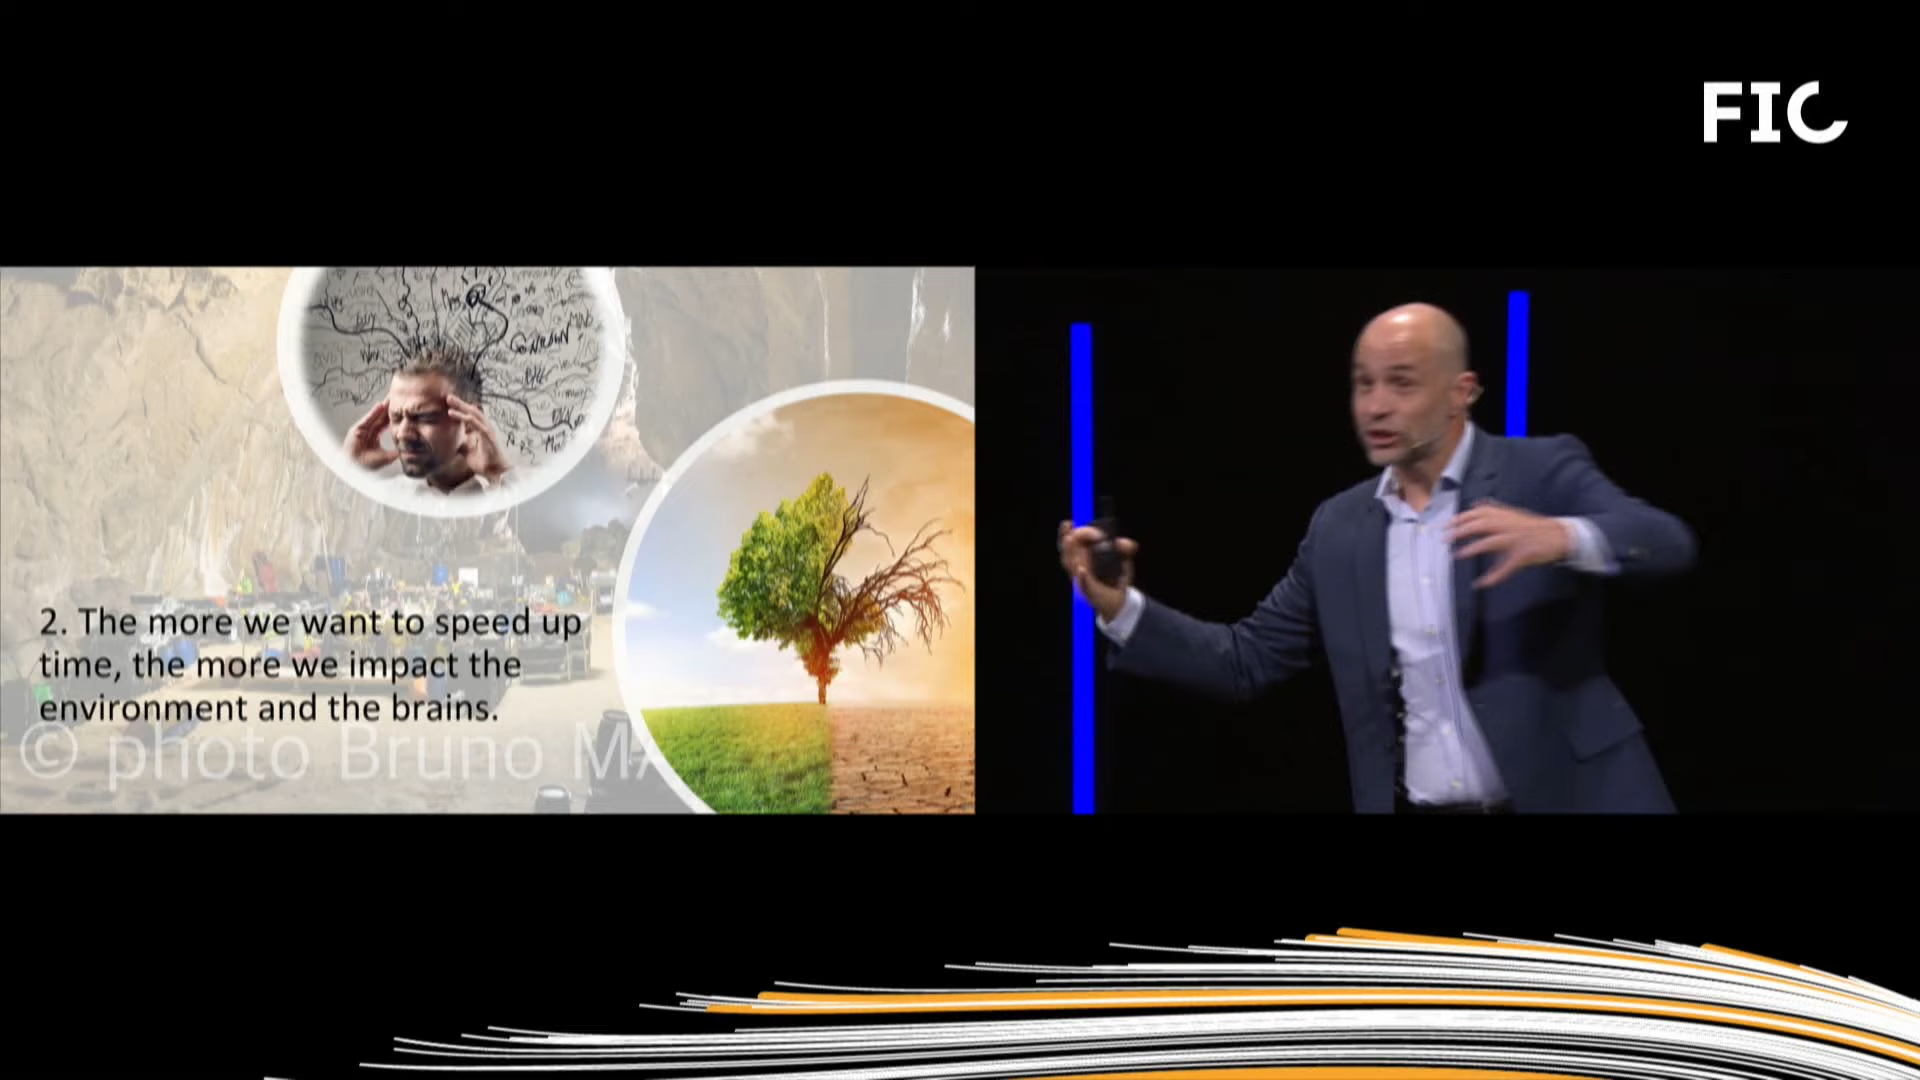 FIC
2. The more we want to speed up
time, the more we impact the
environment and the brains.
© photo Bruno MA